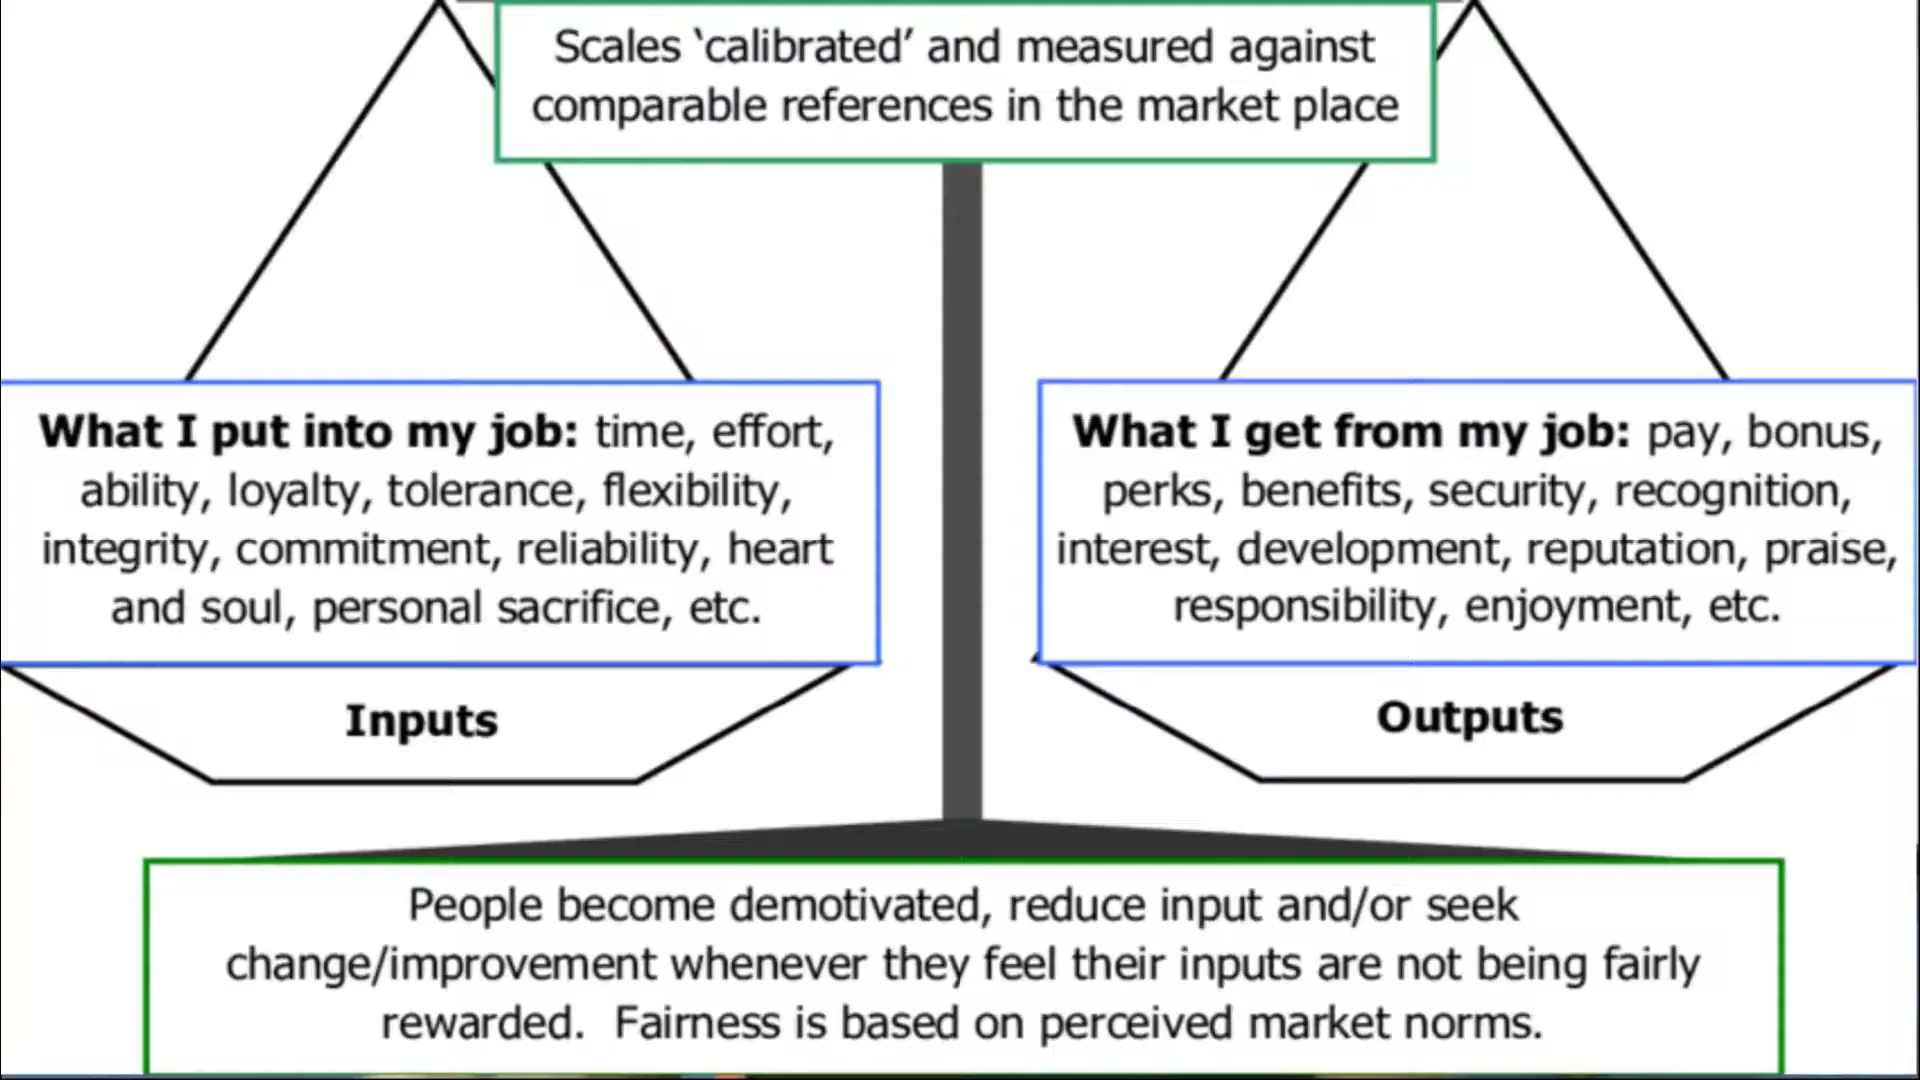 Scales ‘calibrated’ and measured against
comparable references in the market place
What I put into my job: time, effort,
ability, loyalty, tolerance, flexibility,
integrity, commitment, reliability, heart
and soul, personal sacrifice, etc.
Inputs
What I get from my job: pay, bonus,
perks, benefits, security, recognition,
interest, development, reputation, praise,
responsibility, enjoyment, etc.
Outputs
People become demotivated, reduce input and/or seek
change/improvement whenever they feel their inputs are not being fairly
rewarded.  Fairness is based on perceived market norms.